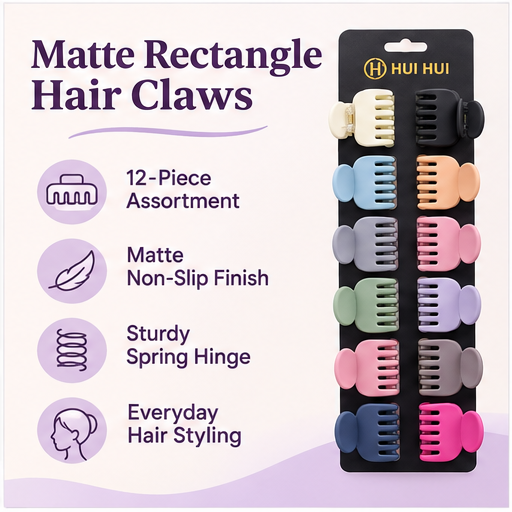 Matte Rectangle
Hair Claws
HUI HUI
12-Piece
Assortment
Matte
Non-Slip Finish
Sturdy
Spring Hinge
Everyday
Hair Styling